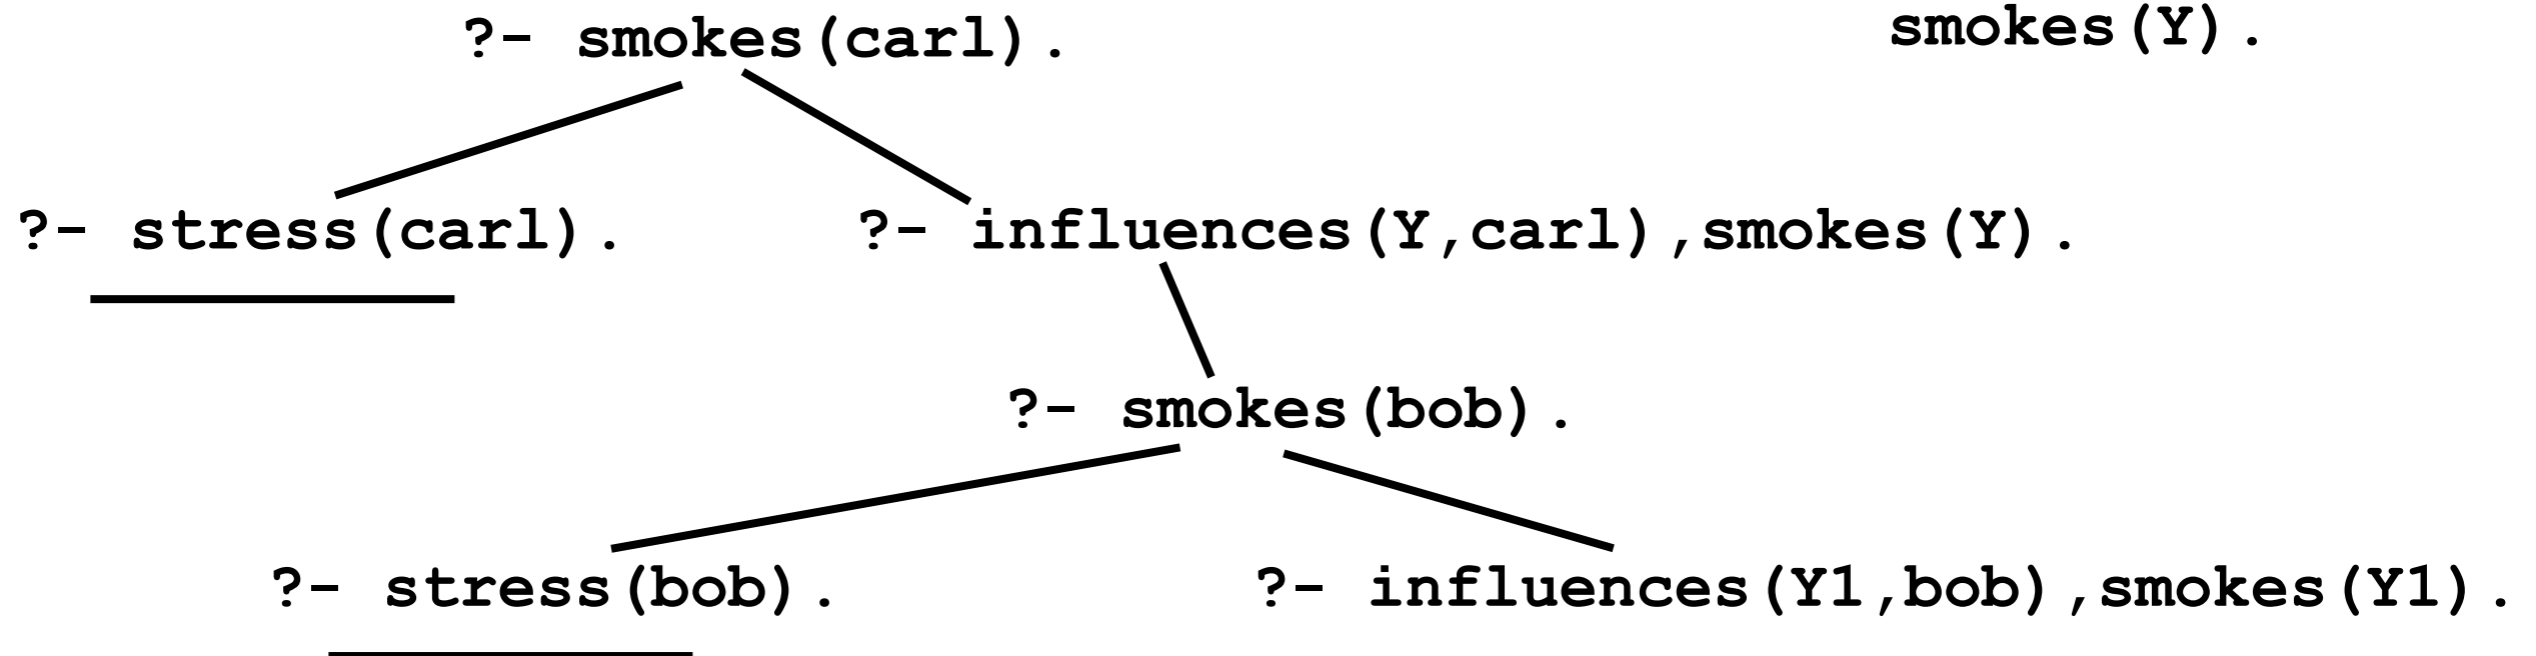 ?- smokes(carl).
smokes(Y).
?- stress(carl).
?- influences(Y,carl),smokes(Y).
?- smokes(bob).
?- stress(bob).
?- influences(Y1,bob),smokes(Y1).